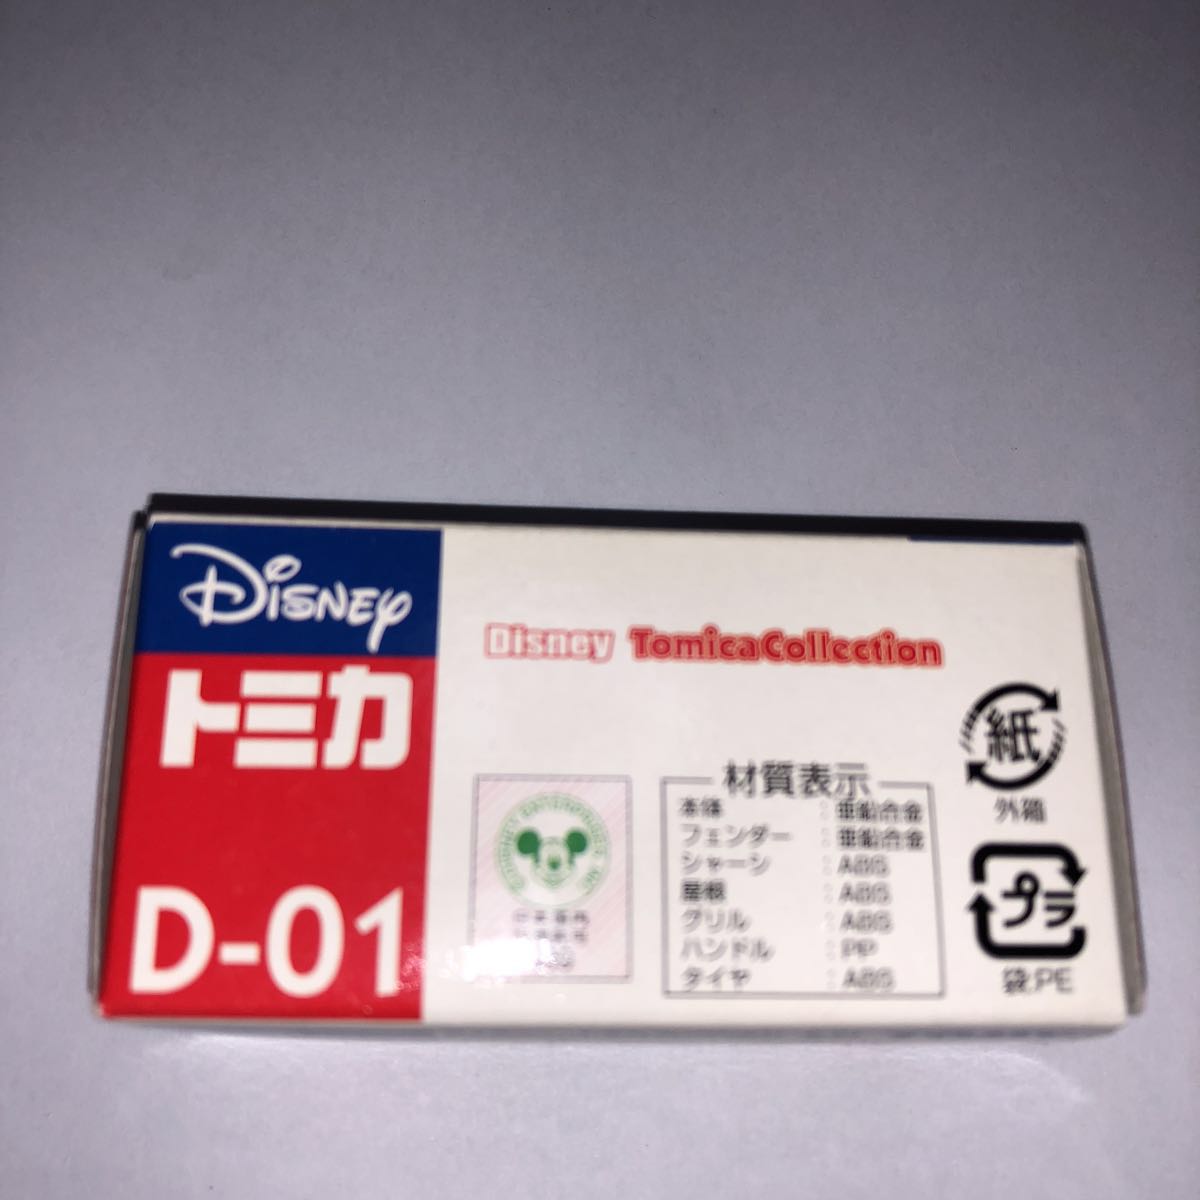 Disney
トミカ
D-01
Disney TomicaCollection
材質表示
本体 : 亜鉛合金
フェンダー : 亜鉛合金
シャーシ : ABS
屋根 : ABS
グリル : ABS
ハンドル : PP
タイヤ : ABS
紙
外箱
プラ
袋:PE